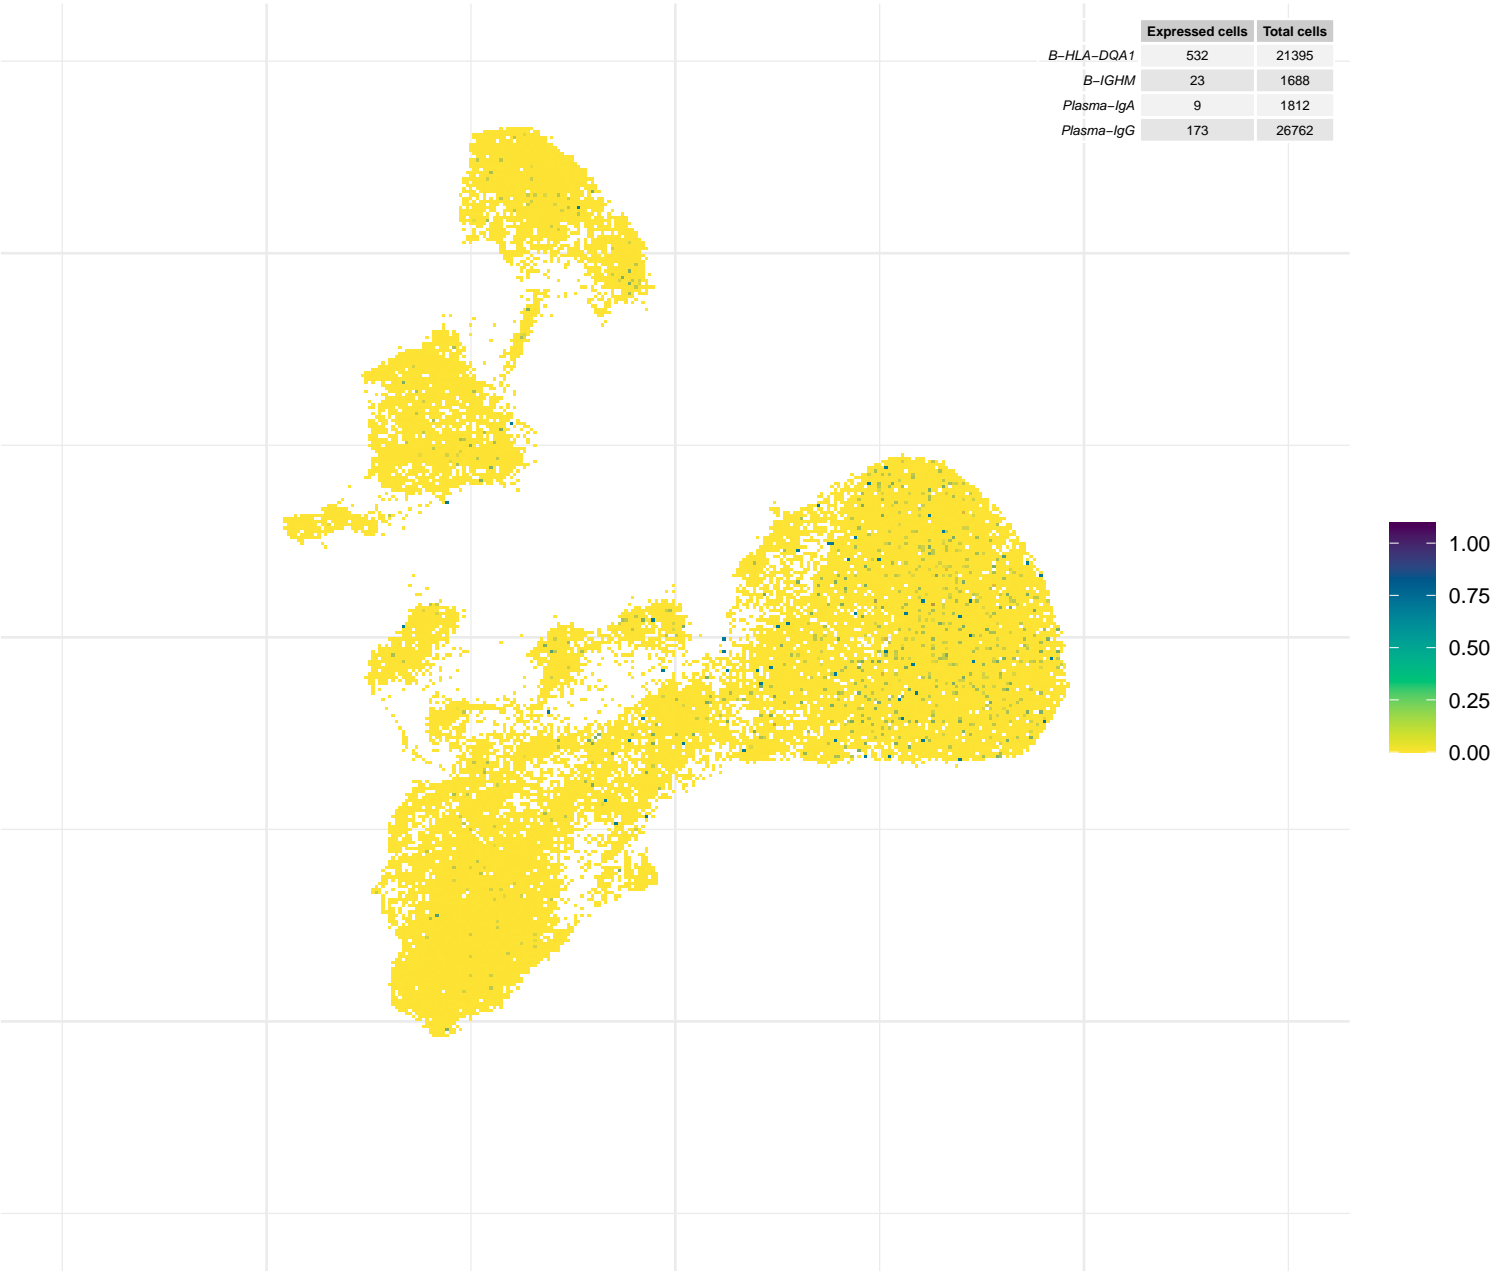 Expressed cells Total cells
B−HLA−DQA1 532 21395
B−IGHM 23 1688
Plasma−IgA 9 1812
Plasma−IgG 173 26762
1.00
0.75
0.50
0.25
0.00